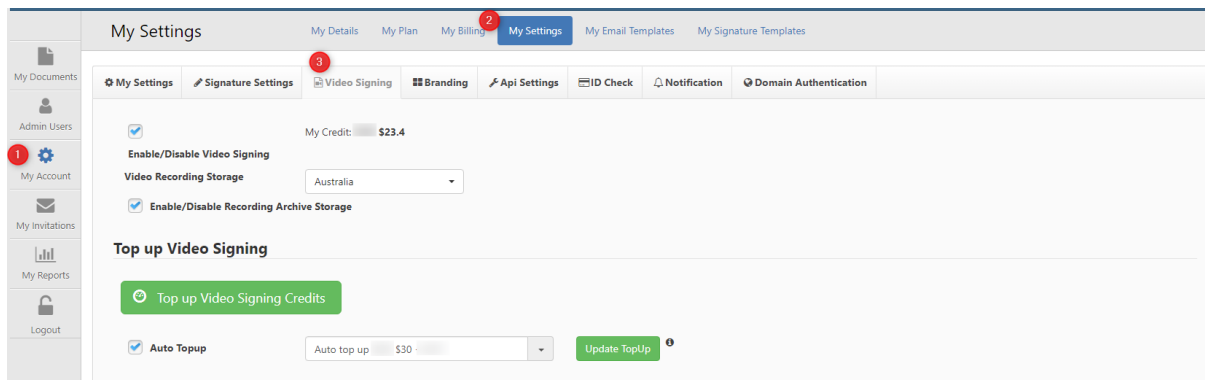 My Settings
My Details
My Plan
My Billing
2
My Settings
My Email Templates
My Signature Templates
My Documents
Admin Users
1
My Account
My Invitations
My Reports
Logout
3
My Settings
Signature Settings
Video Signing
Branding
Api Settings
ID Check
Notification
Domain Authentication
My Credit: $23.4
Enable/Disable Video Signing
Video Recording Storage
Australia
Enable/Disable Recording Archive Storage
Top up Video Signing
Top up Video Signing Credits
Auto Topup
Auto top up $30 -
Update TopUp